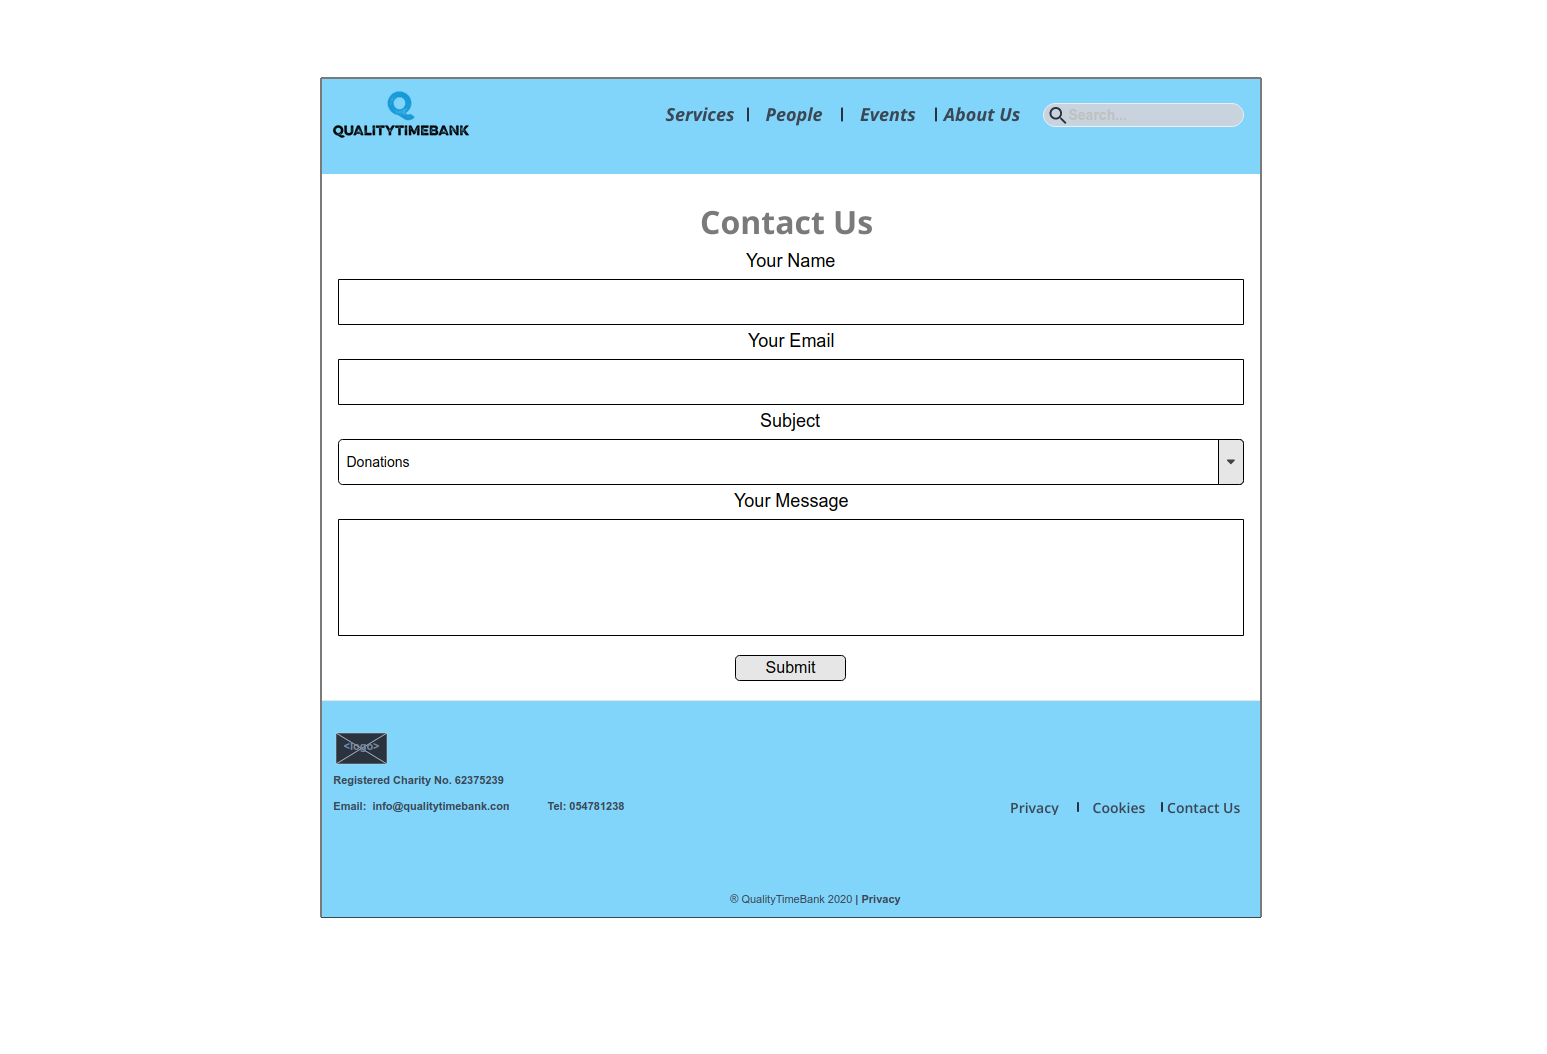 Q
QUALITYTIMEBANK
Services | People | Events | About Us
Search...
Contact Us
Your Name
Your Email
Subject
Donations
Your Message
Submit
<logo>
Registered Charity No. 62375239
Email: info@qualitytimebank.con Tel: 054781238
Privacy | Cookies | Contact Us
® QualityTimeBank 2020 | Privacy